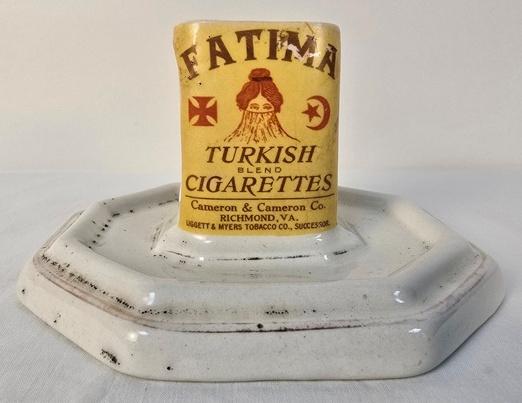 FATIMA
TURKISH
BLEND
CIGARETTES
Cameron & Cameron Co.
RICHMOND, VA.
LIGGETT & MYERS TOBACCO CO., SUCCESSOR.